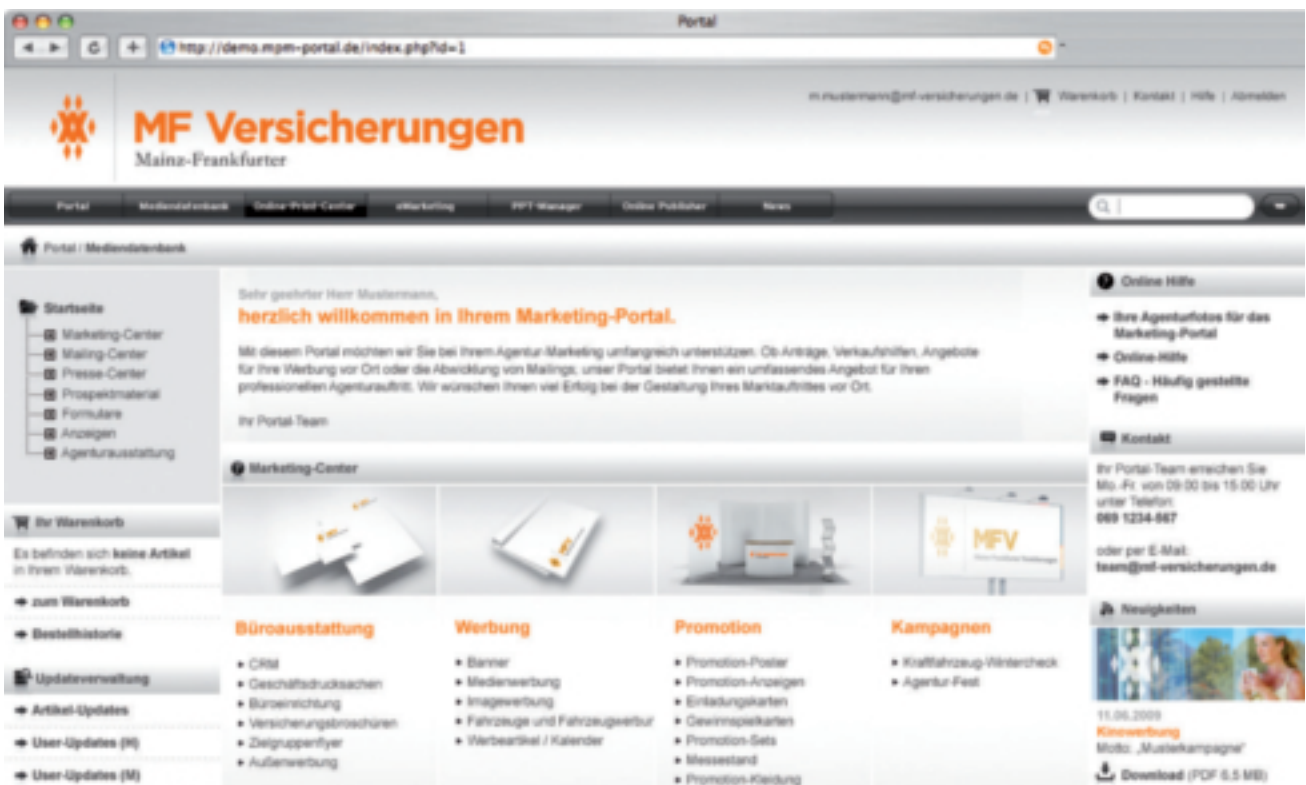 Portal
http://demo.mpm-portal.de/index.php?id=1
m.mustermann@mf-versicherungen.de | Warenkorb | Kontakt | Hilfe | Abmelden
MF Versicherungen
Mainz-Frankfurter
Portal Mediendatenbank Online-Print-Center eMarketing PPT-Manager Online Publisher News
Portal / Mediendatenbank
Startseite
Marketing-Center
Mailing-Center
Presse-Center
Prospektmaterial
Formulare
Anzeigen
Agenturausstattung
Ihr Warenkorb
Es befinden sich keine Artikel
in Ihrem Warenkorb.
zum Warenkorb
Bestellhistorie
Updateverwaltung
Artikel-Updates
User-Updates (H)
User-Updates (M)
Sehr geehrter Herr Mustermann,
herzlich willkommen in Ihrem Marketing-Portal.
Mit diesem Portal möchten wir Sie bei Ihrem Agentur-Marketing umfangreich unterstützen. Ob Anträge, Verkaufshilfen, Angebote
für Ihre Werbung vor Ort oder die Abwicklung von Mailings; unser Portal bietet Ihnen ein umfassendes Angebot für Ihren
professionellen Agenturauftritt. Wir wünschen Ihnen viel Erfolg bei der Gestaltung Ihres Marktauftrittes vor Ort.
Ihr Portal-Team
Marketing-Center
MFV
Büroausstattung
CRM
Geschäftsdrucksachen
Büroeinrichtung
Versicherungsbroschüren
Zielgruppenflyer
Außenwerbung
Werbung
Banner
Medienwerbung
Imagewerbung
Fahrzeuge und Fahrzeugwerbur
Werbeartikel / Kalender
Promotion
Promotion-Poster
Promotion-Anzeigen
Einladungskarten
Gewinnspielkarten
Promotion-Sets
Messestand
Promotion-Kleidung
Kampagnen
Kraftfahrzeug-Wintercheck
Agentur-Fest
Online Hilfe
Ihre Agenturfotos für das
Marketing-Portal
Online-Hilfe
FAQ - Häufig gestellte
Fragen
Kontakt
Ihr Portal-Team erreichen Sie
Mo.-Fr. von 09:00 bis 15:00 Uhr
unter Telefon:
069 1234-567
oder per E-Mail:
team@mf-versicherungen.de
Neuigkeiten
11.06.2009
Kinowerbung
Motto: „Musterkampagne"
Download (PDF 6,5 MB)